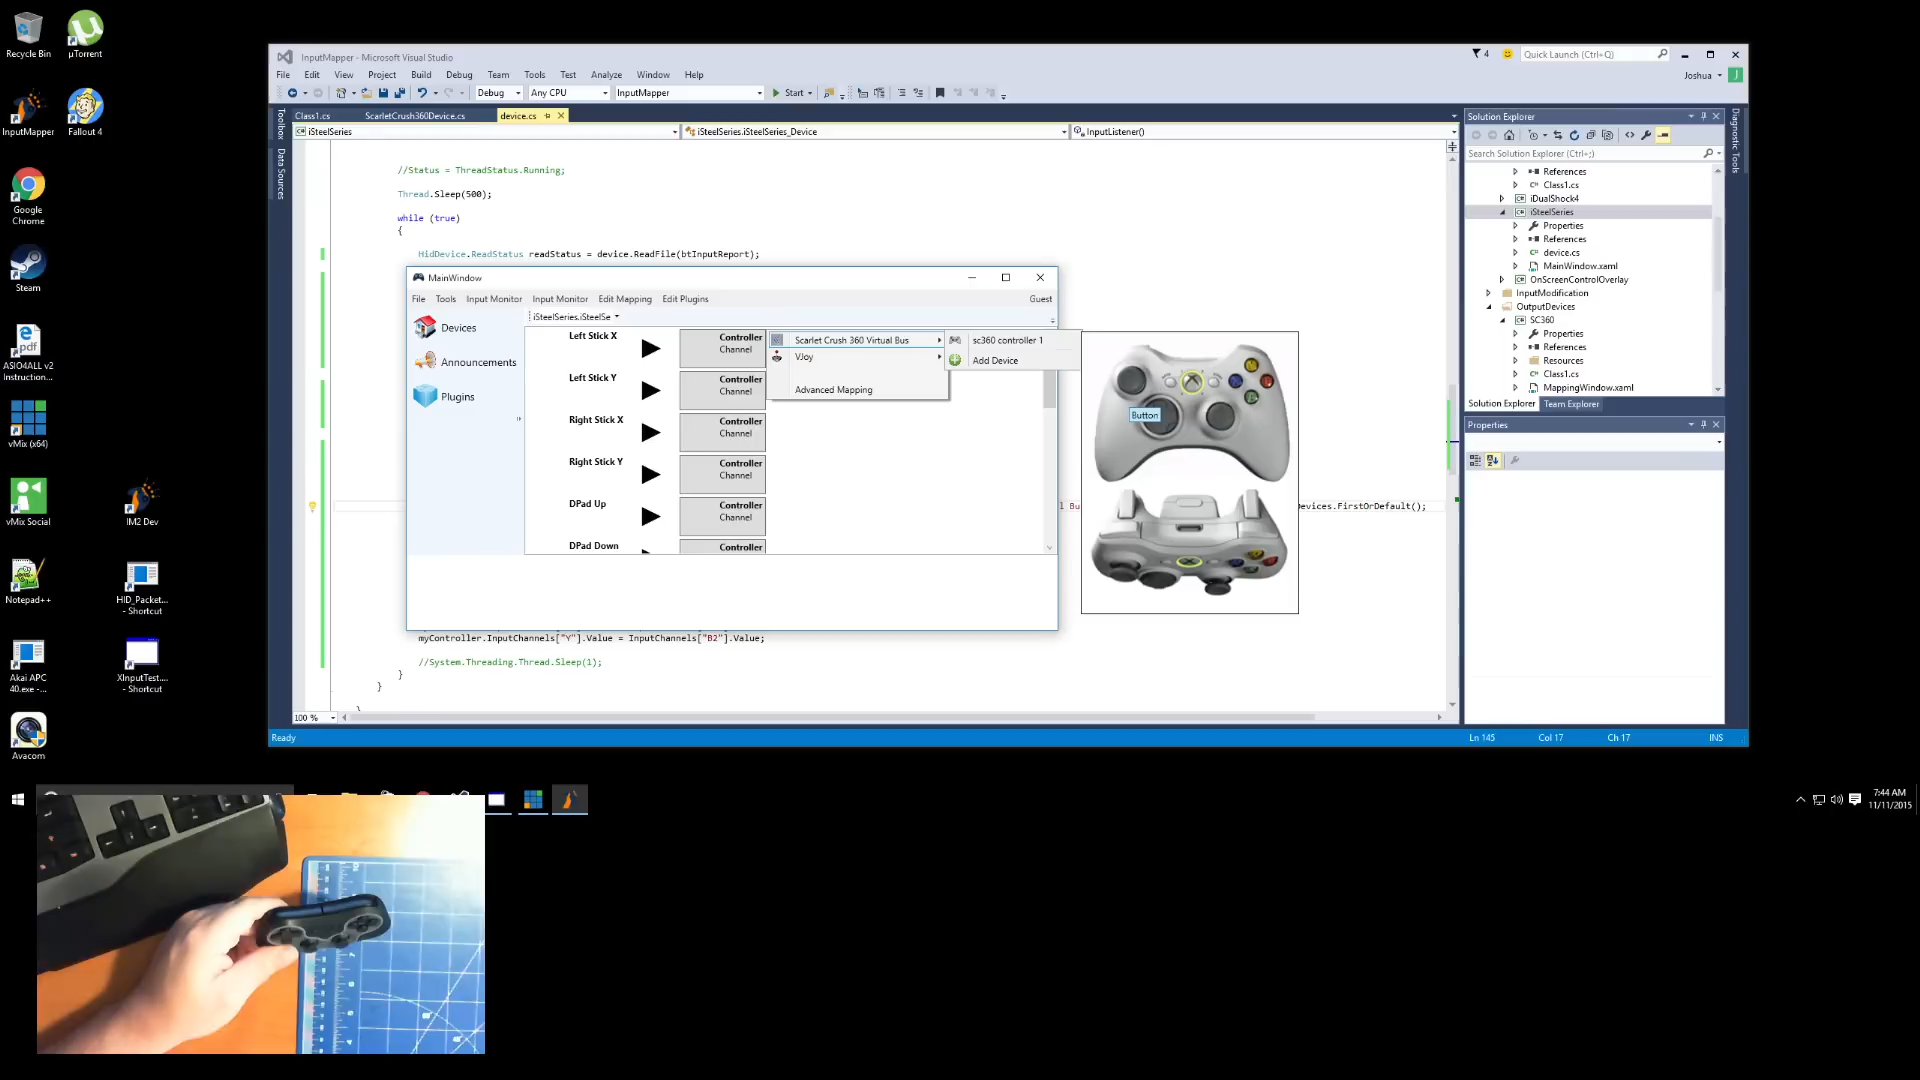 Recycle Bin
µTorrent
InputMapper
Fallout 4
Google
Chrome
Steam
ASIO4ALL v2
Instruction...
vMix (x64)
vMix Social
IM2 Dev
Notepad++
HID_Packet...
- Shortcut
Akai APC
40.exe -...
XInputTest....
- Shortcut
Avacom
InputMapper - Microsoft Visual Studio
4
Quick Launch (Ctrl+Q)
File Edit View Project Build Debug Team Tools Test Analyze Window Help
Joshua
J
Debug Any CPU InputMapper Start
Toolbox
Data Sources
Class1.cs ScarletCrush360Device.cs device.cs
iSteelSeries iSteelSeries.iSteelSeries_Device InputListener()
//Status = ThreadStatus.Running;
Thread.Sleep(500);
while (true)
{
HidDevice.ReadStatus readStatus = device.ReadFile(btInputReport);
MainWindow
File Tools Input Monitor Input Monitor Edit Mapping Edit Plugins Guest
Devices
Announcements
Plugins
iSteelSeries.iSteelSe
Left Stick X
Controller
Channel
Left Stick Y
Controller
Channel
Right Stick X
Controller
Channel
Right Stick Y
Controller
Channel
DPad Up
Controller
Channel
DPad Down
Controller
Scarlet Crush 360 Virtual Bus
VJoy
Advanced Mapping
sc360 controller 1
Add Device
Button
l Bu
evices.FirstOrDefault();
myController.InputChannels["Y"].Value = InputChannels["B2"].Value;
//System.Threading.Thread.Sleep(1);
}
}
100 %
Ready
Ln 145 Col 17 Ch 17 INS
Solution Explorer
Search Solution Explorer (Ctrl+;)
References
Class1.cs
iDualShock4
iSteelSeries
Properties
References
device.cs
MainWindow.xaml
OnScreenControlOverlay
InputModification
OutputDevices
SC360
Properties
References
Resources
Class1.cs
MappingWindow.xaml
Solution Explorer Team Explorer
Properties
Diagnostic Tools
7:44 AM
11/11/2015